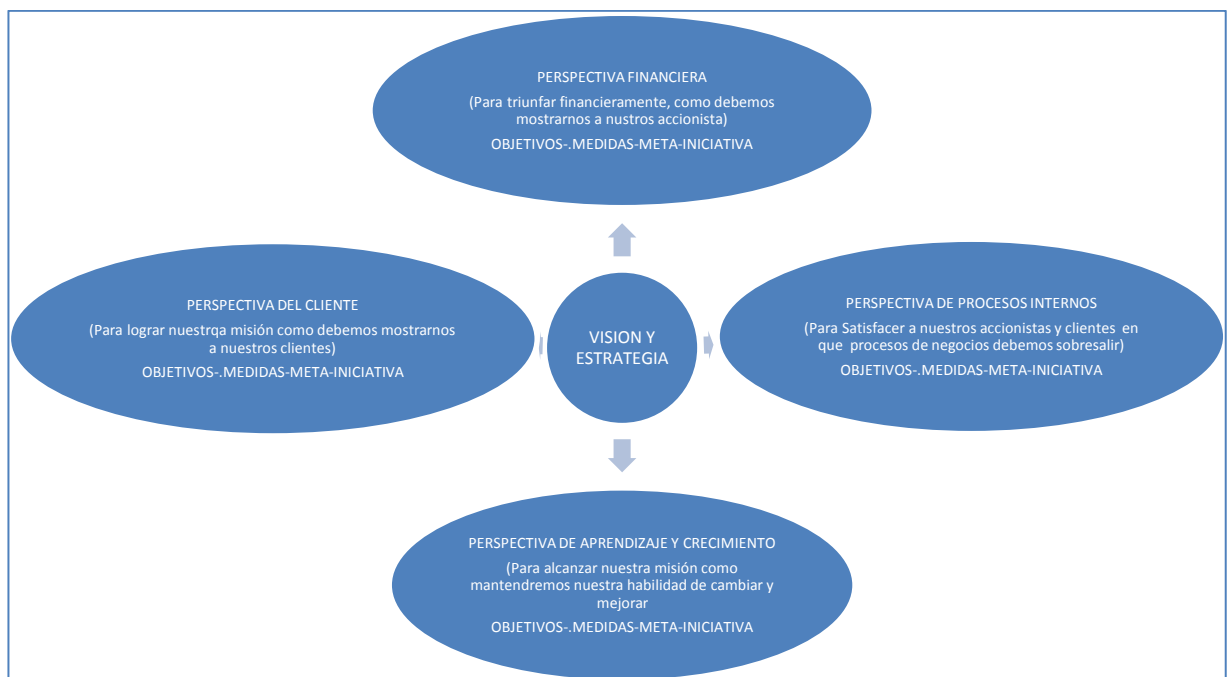 PERSPECTIVA FINANCIERA
(Para triunfar financieramente, como debemos
mostrarnos a nustros accionista)
OBJETIVOS-.MEDIDAS-META-INICIATIVA
PERSPECTIVA DEL CLIENTE
(Para lograr nuestrqa misión como debemos mostrarnos
a nuestros clientes)
OBJETIVOS-.MEDIDAS-META-INICIATIVA
VISION Y
ESTRATEGIA
PERSPECTIVA DE PROCESOS INTERNOS
(Para Satisfacer a nuestros accionistas y clientes en
que procesos de negocios debemos sobresalir)
OBJETIVOS-.MEDIDAS-META-INICIATIVA
PERSPECTIVA DE APRENDIZAJE Y CRECIMIENTO
(Para alcanzar nuestra misión como
mantendremos nuestra habilidad de cambiar y
mejorar
OBJETIVOS-.MEDIDAS-META-INICIATIVA